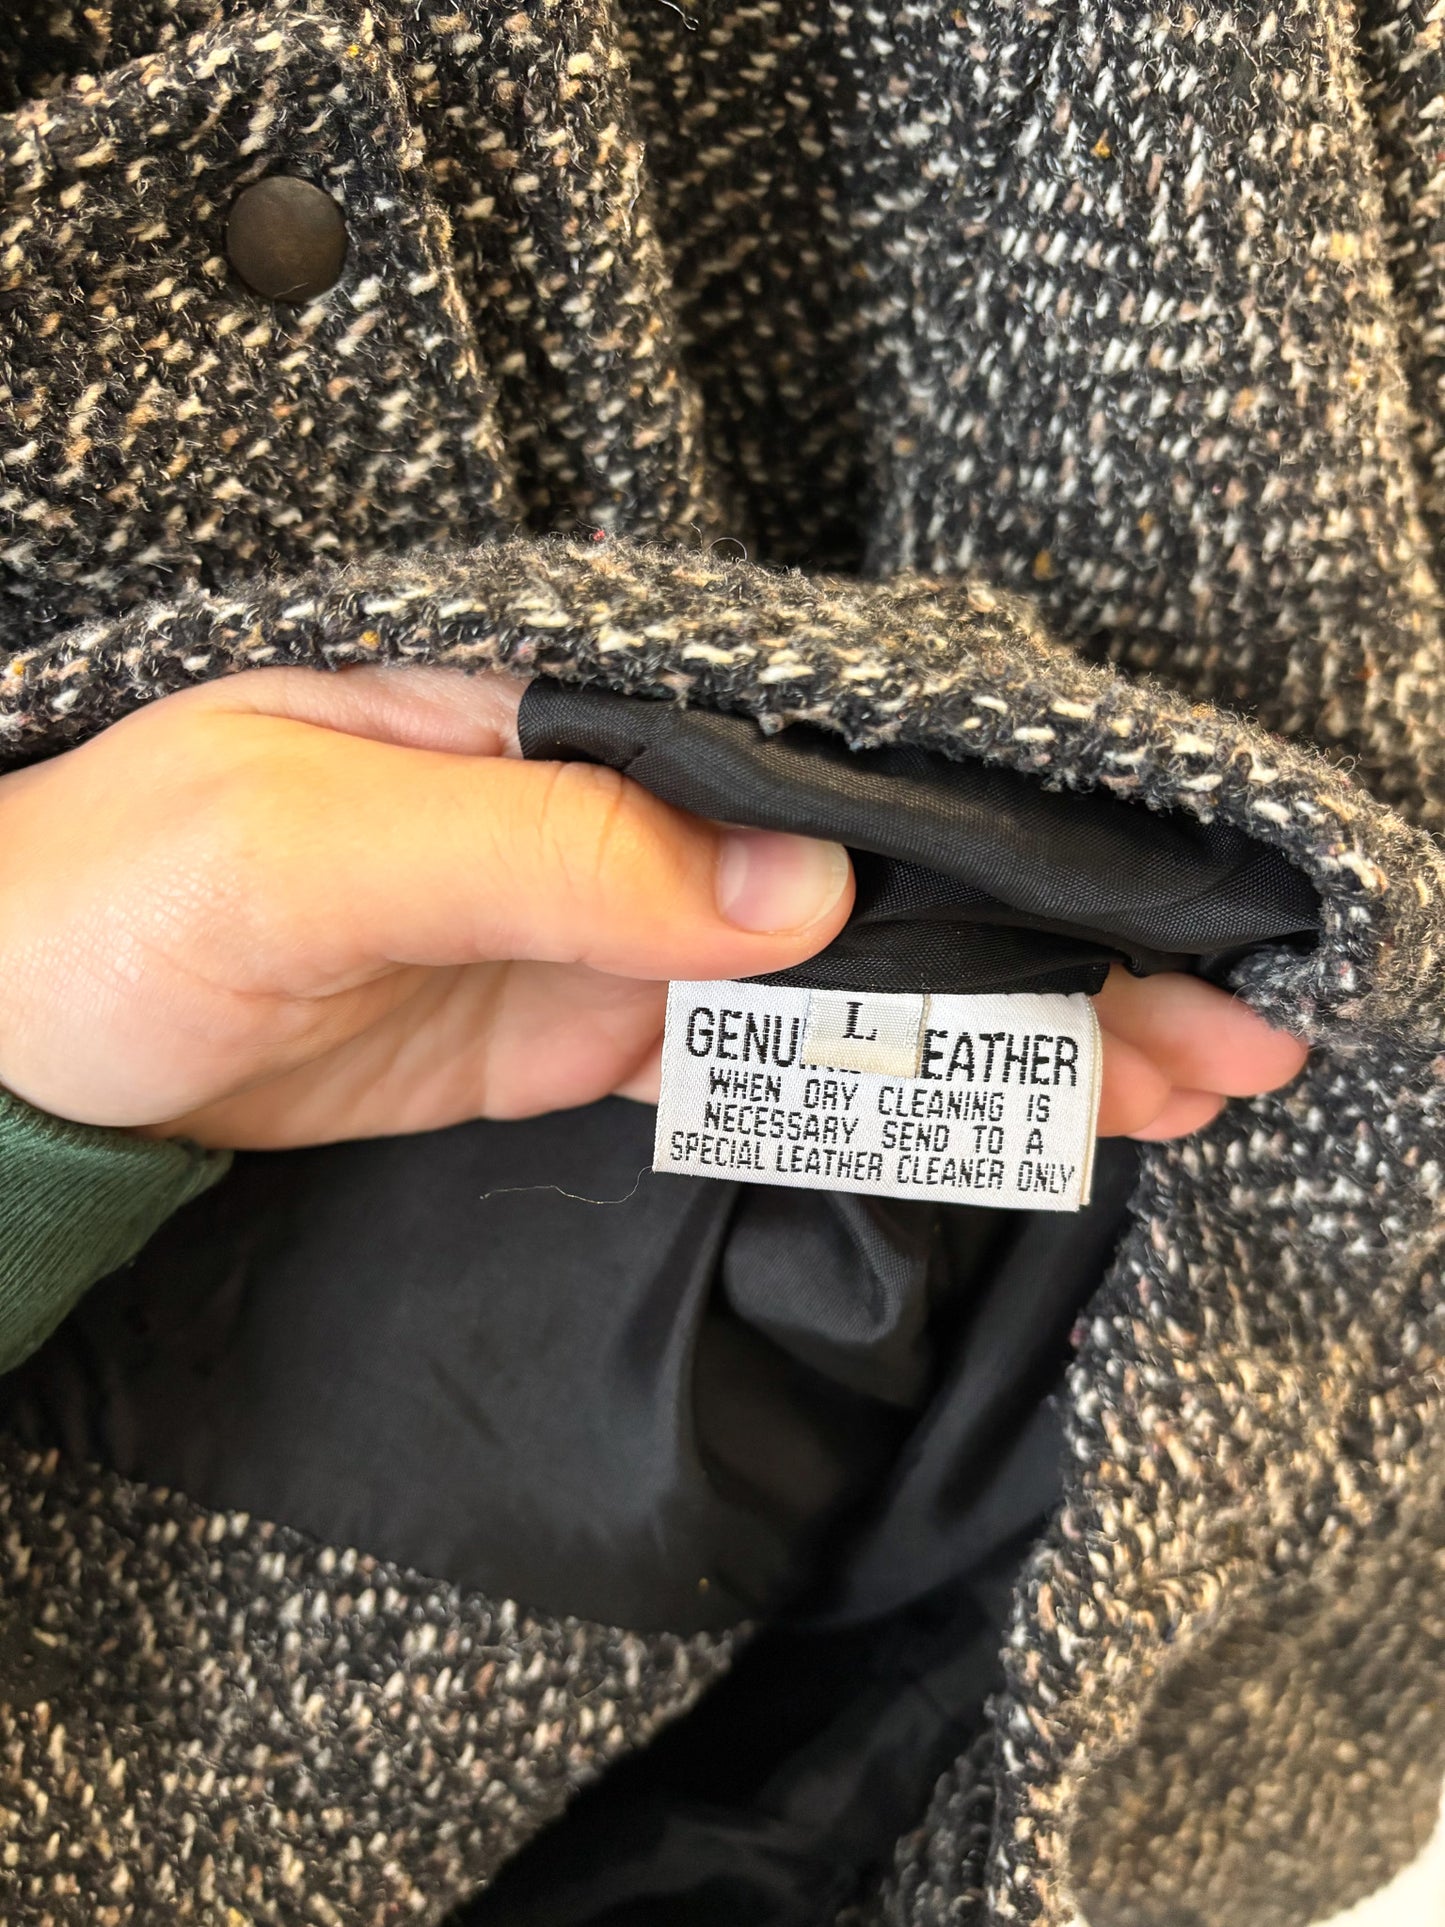 L
GENU EATHER
WHEN DRY CLEANING IS
NECESSARY SEND TO A
SPECIAL LEATHER CLEANER ONLY